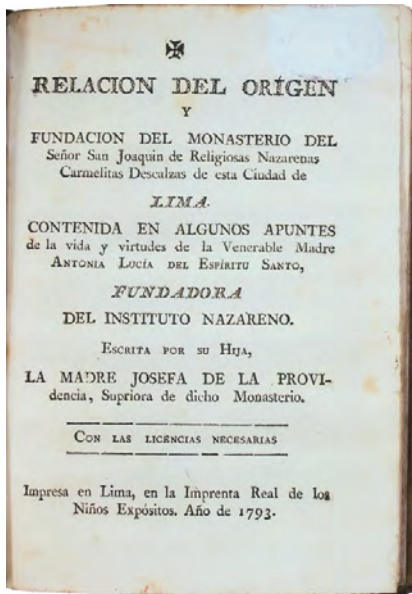 RELACION DEL ORÍGEN
Y
FUNDACION DEL MONASTERIO DEL
Señor San Joaquin de Religiosas Nazarenas
Carmelitas Descalzas de esta Ciudad de
LIMA.
CONTENIDA EN ALGUNOS APUNTES
de la vida y virtudes de la Venerable Madre
ANTONIA LUCÍA DEL ESPÍRITU SANTO,
FUNDADORA
DEL INSTITUTO NAZARENO.
ESCRITA POR SU HIJA,
LA MADRE JOSEFA DE LA PROVI-
dencia, Supriora de dicho Monasterio.
CON LAS LICENCIAS NECESARIAS
Impresa en Lima, en la Imprenta Real de los
Niños Expósitos. Año de 1793.